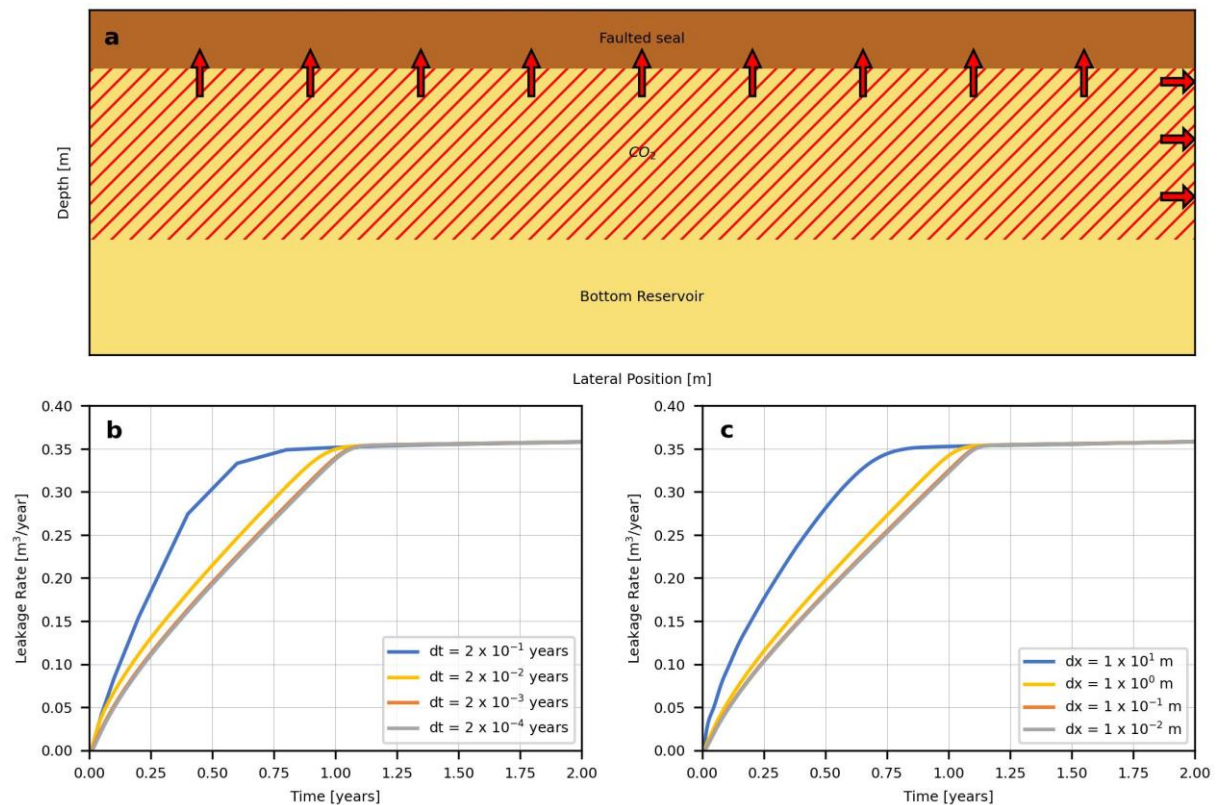 a
Faulted seal
CO₂
Bottom Reservoir
Depth [m]
Lateral Position [m]
b
0.40
0.35
0.30
0.25
0.20
0.15
0.10
0.05
0.00
Leakage Rate [m³/year]
dt = 2 x 10⁻¹ years
dt = 2 x 10⁻² years
dt = 2 x 10⁻³ years
dt = 2 x 10⁻⁴ years
0.00 0.25 0.50 0.75 1.00 1.25 1.50 1.75 2.00
Time [years]
c
0.40
0.35
0.30
0.25
0.20
0.15
0.10
0.05
0.00
Leakage Rate [m³/year]
dx = 1 x 10¹ m
dx = 1 x 10⁰ m
dx = 1 x 10⁻¹ m
dx = 1 x 10⁻² m
0.00 0.25 0.50 0.75 1.00 1.25 1.50 1.75 2.00
Time [years]